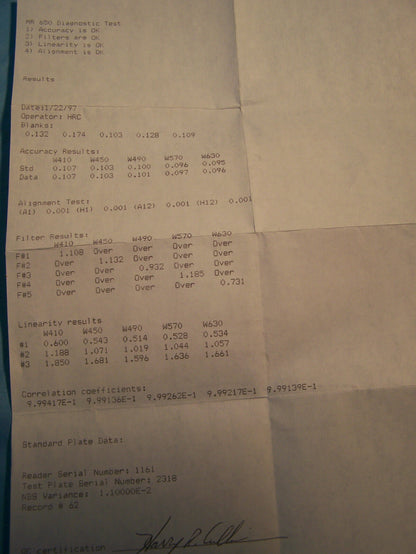 MR 650 Diagnostic Test
1) Accuracy is OK
2) Filters are OK
3) Linearity is OK
4) Alignment is OK
Results
Date:1/22/97
Operator: HRC
Blanks:
0.132 0.174 0.103 0.128 0.109
Accuracy Results:
W410 W450 W490 W570 W630
Std 0.107 0.103 0.100 0.096 0.095
Data 0.107 0.103 0.101 0.097 0.096
Alignment Test:
(A1) 0.001 (H1) 0.001 (A12) 0.001 (H12) 0.001
Filter Results:
W410 W450 W490 W570 W630
F#1 1.108 Over Over Over Over
F#2 Over 1.132 Over Over Over
F#3 Over Over 0.932 Over Over
F#4 Over Over Over 1.185 Over
F#5 Over Over Over Over 0.731
Linearity results
W410 W450 W490 W570 W630
#1 0.600 0.543 0.514 0.528 0.534
#2 1.188 1.071 1.019 1.044 1.057
#3 1.850 1.681 1.596 1.636 1.661
Correlation coefficients:
9.99417E-1 9.99136E-1 9.99262E-1 9.99217E-1 9.99139E-1
Standard Plate Data:
Reader Serial Number: 1161
Test Plate Serial Number: 2318
NBS Variance: 1.10000E-2
Record # 62
QC certification